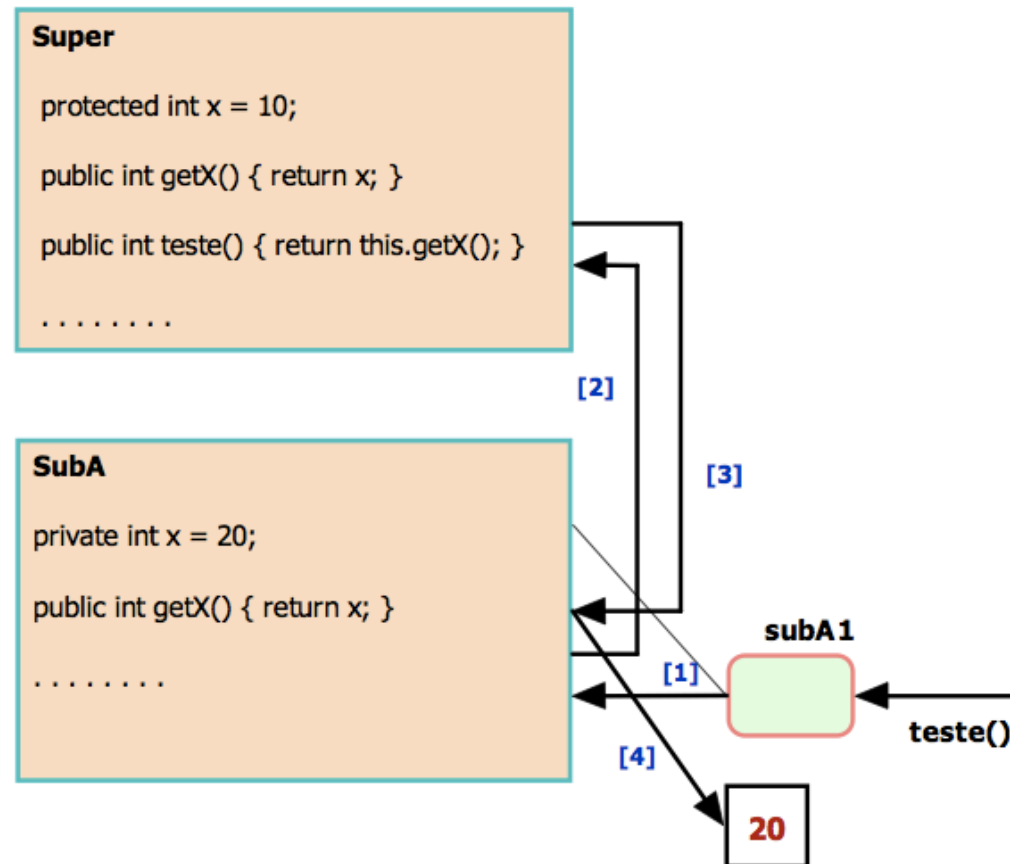 Super
protected int x = 10;
public int getX() { return x; }
public int teste() { return this.getX(); }
. . . . . . . .
[2]
SubA
[3]
private int x = 20;
public int getX() { return x; }
subA1
. . . . . . . .
[1]
teste()
[4]
20